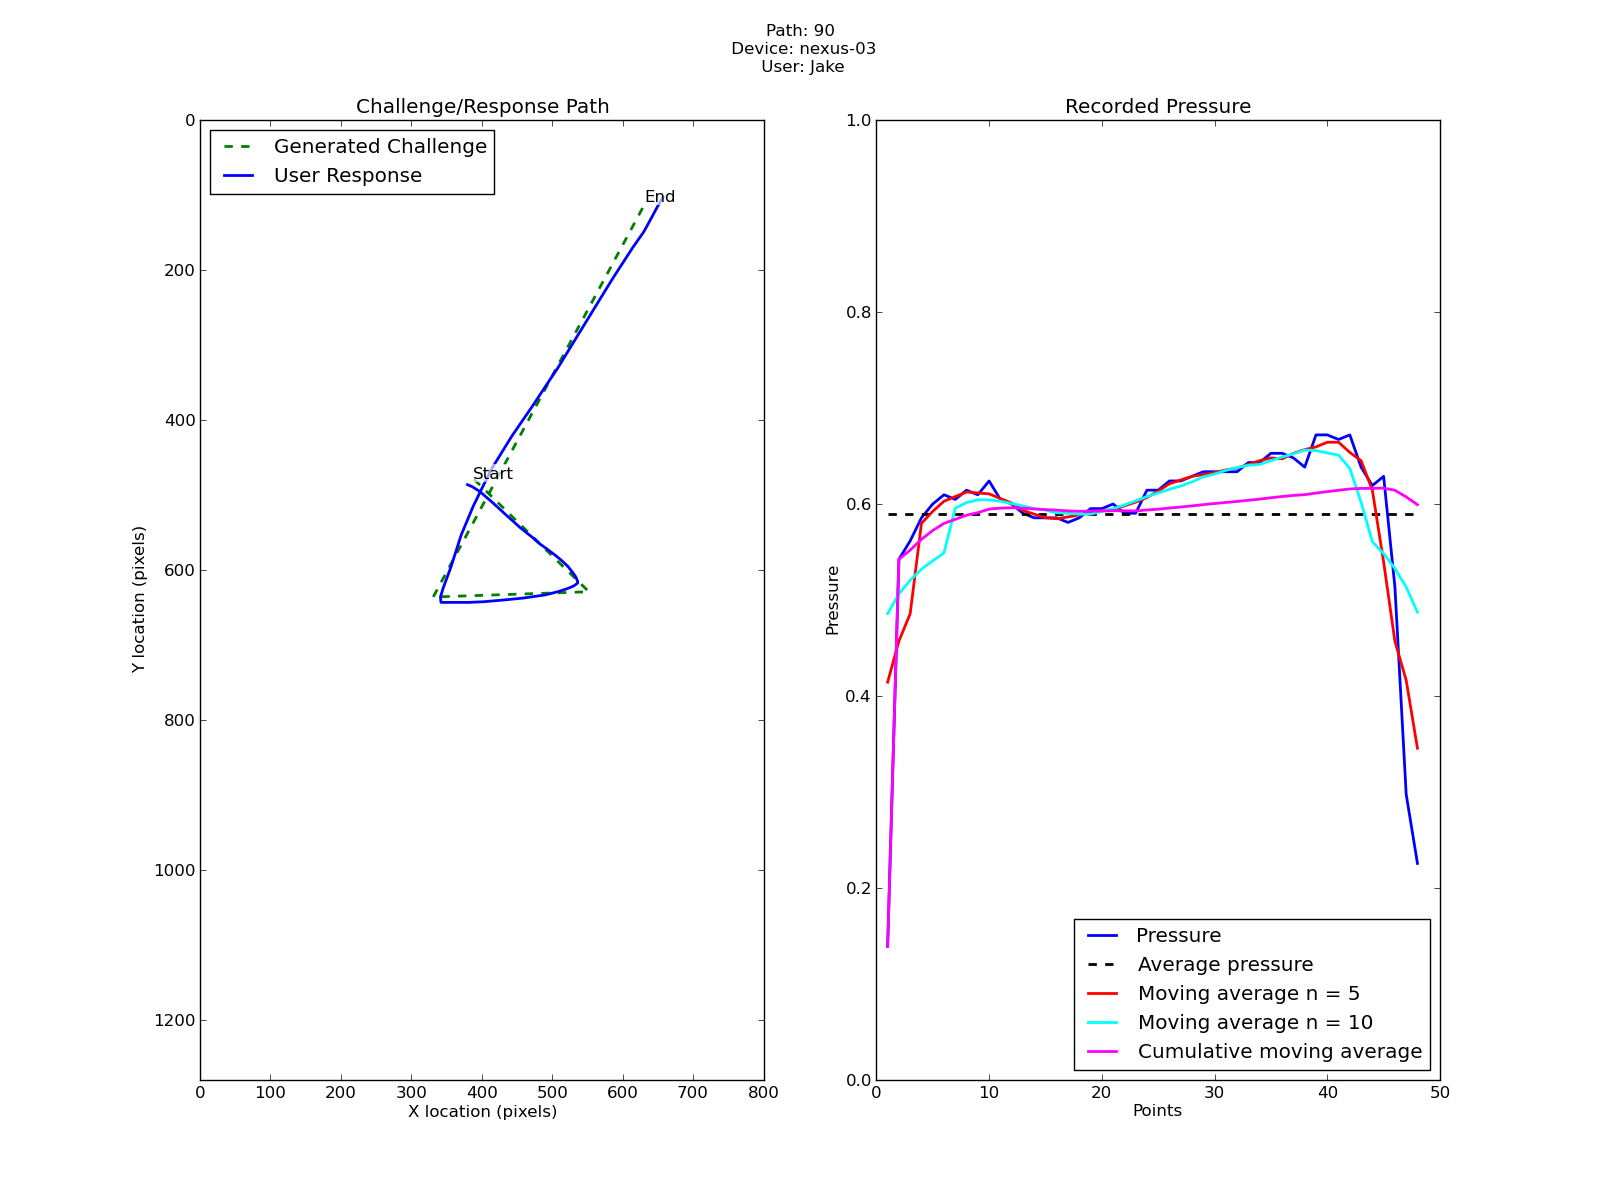 Path: 90
Device: nexus-03
User: Jake
Challenge/Response Path
Generated Challenge
User Response
End
Start
0
200
400
600
800
1000
1200
Y location (pixels)
0 100 200 300 400 500 600 700 800
X location (pixels)
Recorded Pressure
1.0
0.8
0.6
0.4
0.2
0.0
Pressure
Pressure
Average pressure
Moving average n = 5
Moving average n = 10
Cumulative moving average
0 10 20 30 40 50
Points